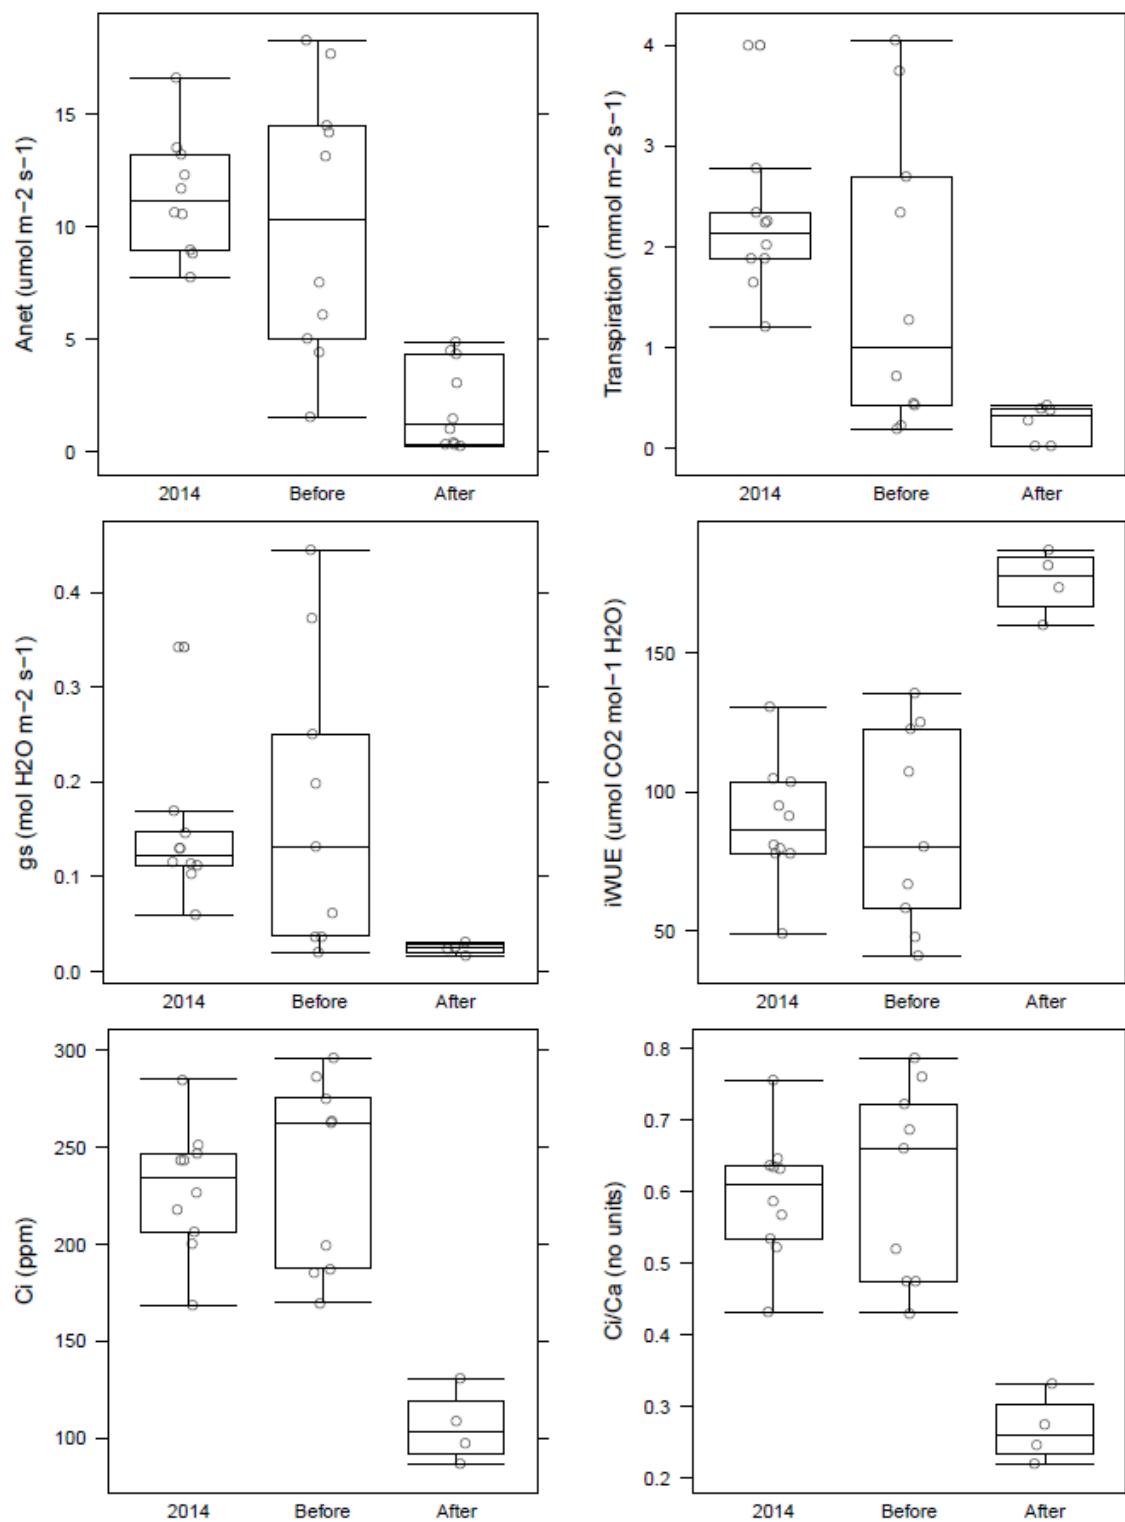 Anet (umol m−2 s−1)
15
10
5
0
2014 Before After
Transpiration (mmol m−2 s−1)
4
3
2
1
0
2014 Before After
gs (mol H2O m−2 s−1)
0.4
0.3
0.2
0.1
0.0
2014 Before After
iWUE (umol CO2 mol−1 H2O)
150
100
50
2014 Before After
Ci (ppm)
300
250
200
150
100
2014 Before After
Ci/Ca (no units)
0.8
0.7
0.6
0.5
0.4
0.3
0.2
2014 Before After